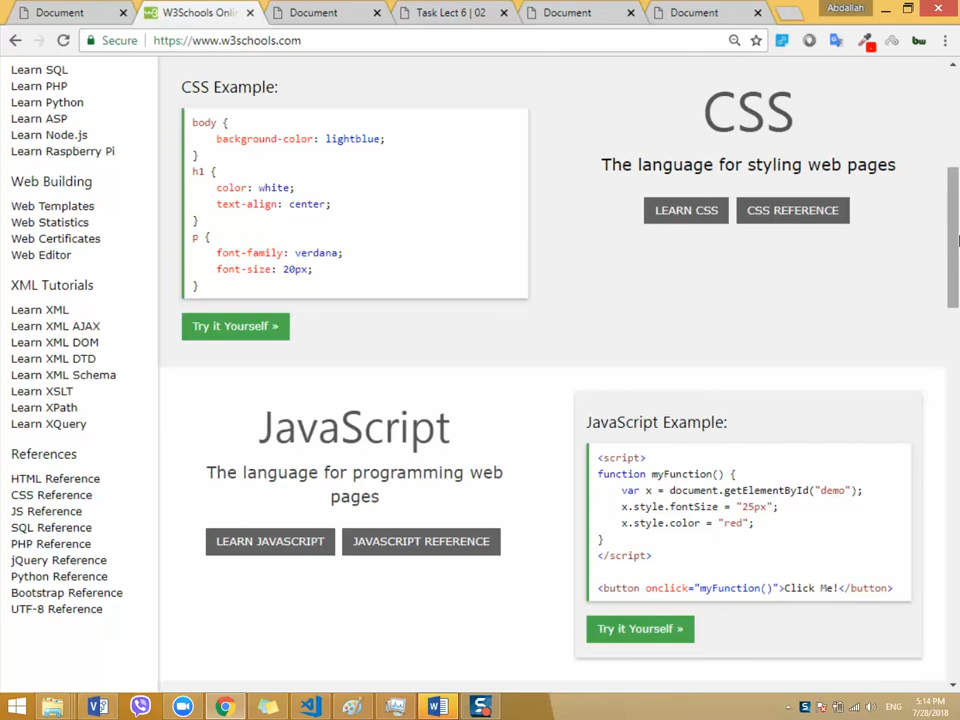 Document
W3Schools Onlin
Document
Task Lect 6 | 02
Document
Document
Abdallah
Secure
https://www.w3schools.com
bw
Learn SQL
Learn PHP
Learn Python
Learn ASP
Learn Node.js
Learn Raspberry Pi
Web Building
Web Templates
Web Statistics
Web Certificates
Web Editor
XML Tutorials
Learn XML
Learn XML AJAX
Learn XML DOM
Learn XML DTD
Learn XML Schema
Learn XSLT
Learn XPath
Learn XQuery
References
HTML Reference
CSS Reference
JS Reference
SQL Reference
PHP Reference
jQuery Reference
Python Reference
Bootstrap Reference
UTF-8 Reference
CSS Example:
body {
background-color: lightblue;
}
h1 {
color: white;
text-align: center;
}
p {
font-family: verdana;
font-size: 20px;
}
Try it Yourself »
CSS
The language for styling web pages
LEARN CSS
CSS REFERENCE
JavaScript
The language for programming web
pages
LEARN JAVASCRIPT
JAVASCRIPT REFERENCE
JavaScript Example:
<script>
function myFunction() {
var x = document.getElementById("demo");
x.style.fontSize = "25px";
x.style.color = "red";
}
</script>
<button onclick="myFunction()">Click Me!</button>
Try it Yourself »
ENG
5:14 PM
7/28/2018